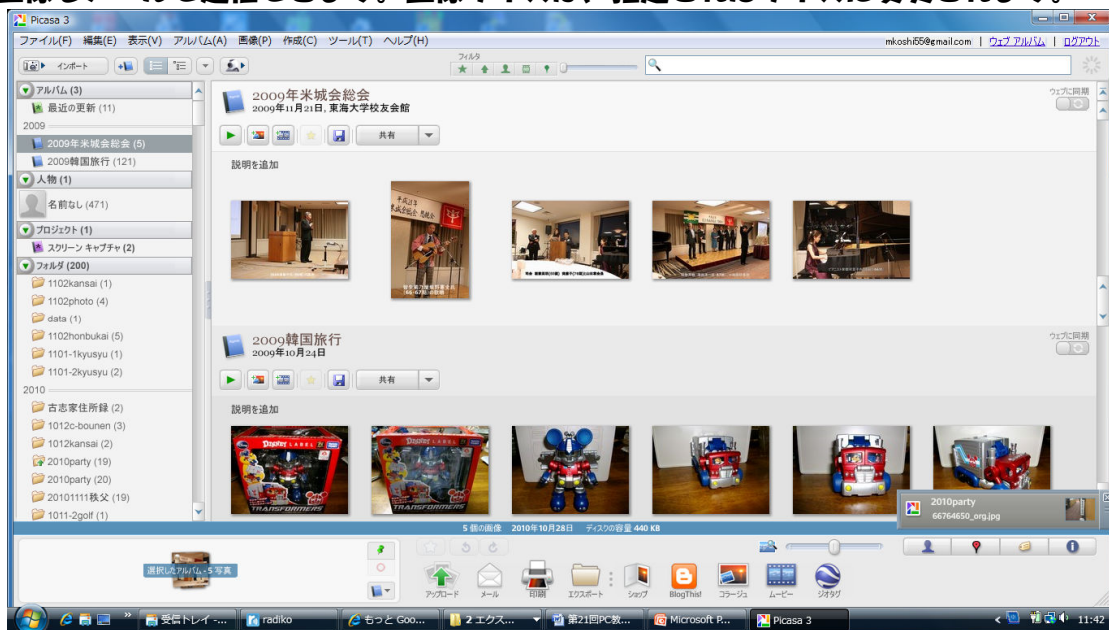 Picasa 3
ファイル(F) 編集(E) 表示(V) アルバム(A) 画像(P) 作成(C) ツール(T) ヘルプ(H)
mkoshi55@gmail.com | ウェブ アルバム | ログアウト
インポート
フィルタ
アルバム (3)
最近の更新 (11)
2009
2009年米城会総会 (5)
2009韓国旅行 (121)
人物 (1)
名前なし (471)
プロジェクト (1)
スクリーン キャプチャ (2)
フォルダ (200)
1102kansai (1)
1102photo (4)
data (1)
1102honbukai (5)
1101-1kyusyu (1)
1101-2kyusyu (2)
2010
古志家住所録 (2)
1012c-bounen (3)
1012kansai (2)
2010party (19)
2010party (20)
20101111秩父 (19)
1011-2golf (1)
2009年米城会総会
2009年11月21日, 東海大学校友会館
ウェブに同期
共有
説明を追加
2009韓国旅行
2009年10月24日
ウェブに同期
共有
説明を追加
DISNEY LABEL
TRANSFORMERS
DISNEY LABEL
TRANSFORMERS
2010party
66764650_org.jpg
5 個の画像 2010年10月28日 ディスクの容量 440 KB
選択したアルバム - 5 写真
アップロード
メール
印刷
エクスポート
ショップ
BlogThis!
コラージュ
ムービー
ジオタグ
受信トレイ -...
radiko
もっと Goo...
2 エクス...
第21回PC教...
Microsoft P...
Picasa 3
11:42